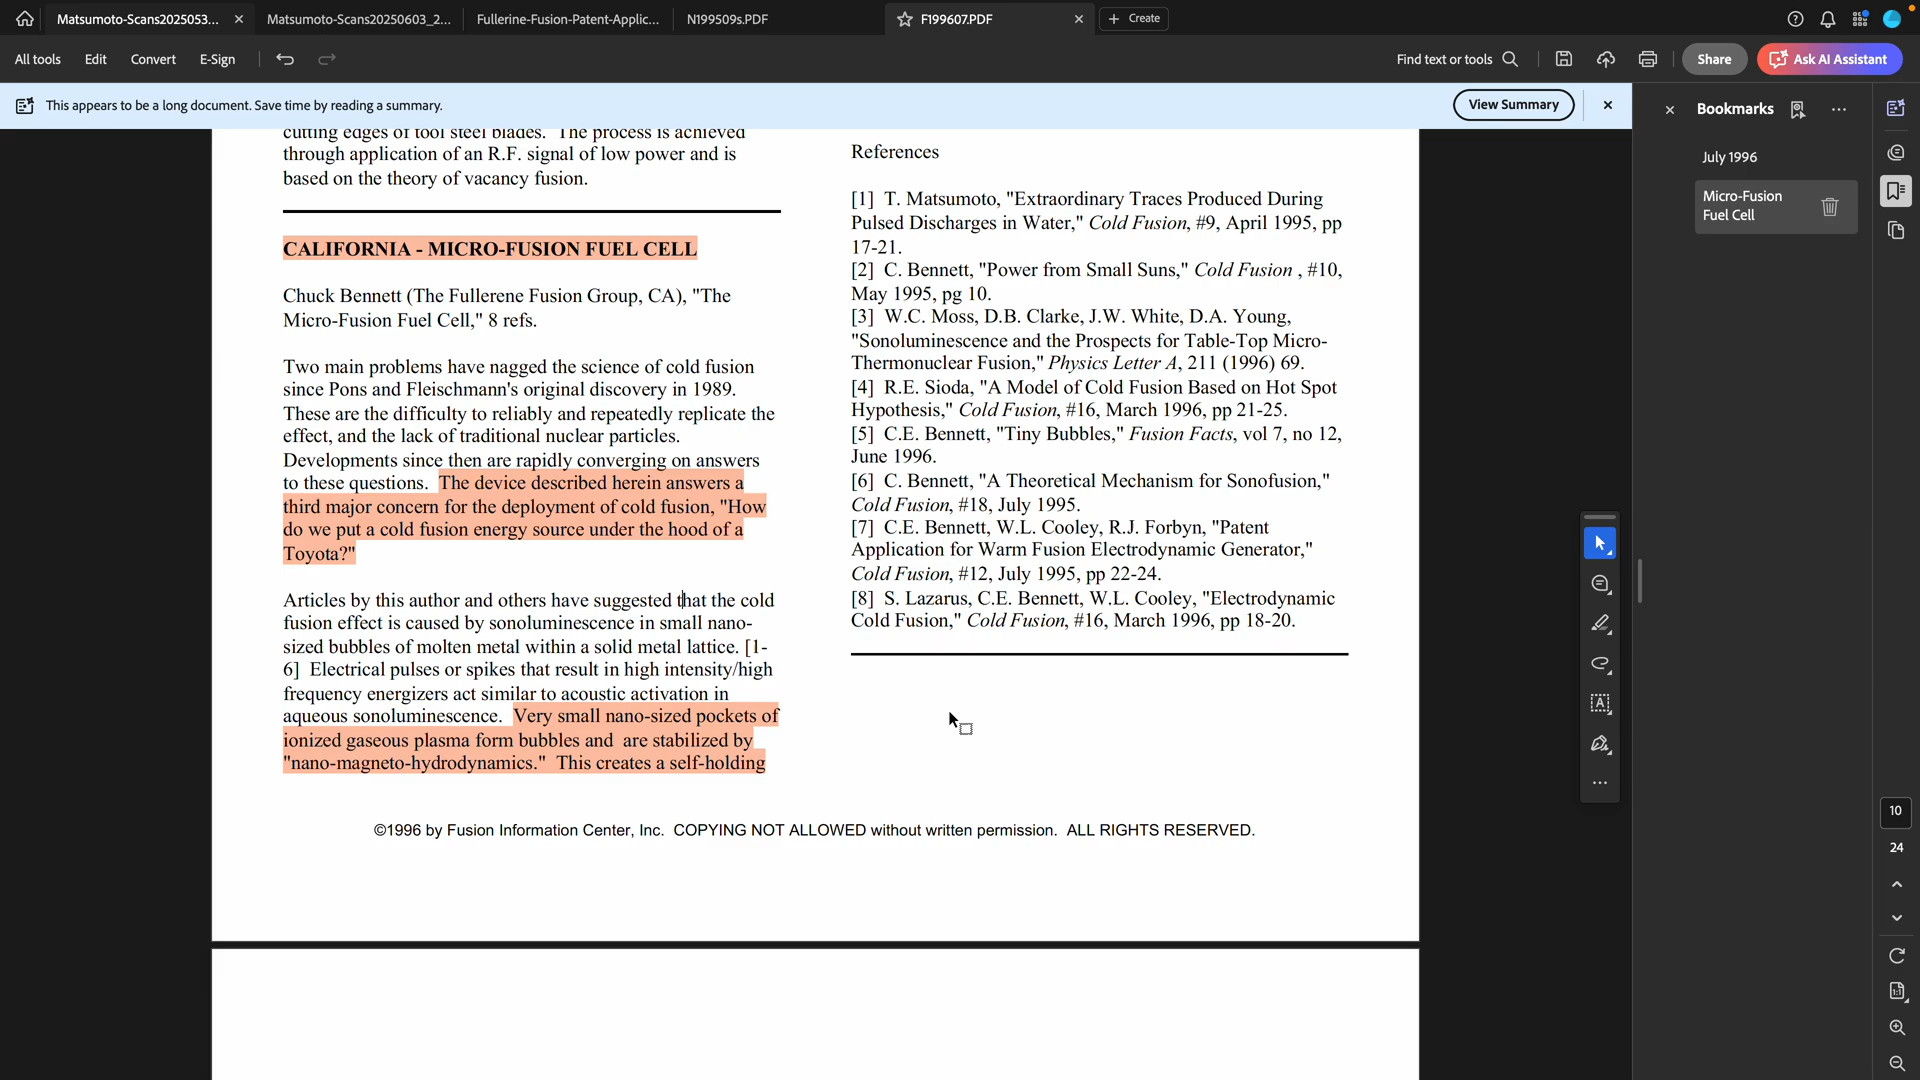 Matsumoto-Scans2025053...
Matsumoto-Scans20250603_2...
Fullerine-Fusion-Patent-Applic...
N199509s.PDF
F199607.PDF
Create
All tools
Edit
Convert
E-Sign
Find text or tools
Share
Ask AI Assistant
This appears to be a long document. Save time by reading a summary.
View Summary
Bookmarks
July 1996
Micro-Fusion
Fuel Cell
cutting edges of tool steel blades. The process is achieved
through application of an R.F. signal of low power and is
based on the theory of vacancy fusion.
CALIFORNIA - MICRO-FUSION FUEL CELL
Chuck Bennett (The Fullerene Fusion Group, CA), "The
Micro-Fusion Fuel Cell," 8 refs.
Two main problems have nagged the science of cold fusion
since Pons and Fleischmann's original discovery in 1989.
These are the difficulty to reliably and repeatedly replicate the
effect, and the lack of traditional nuclear particles.
Developments since then are rapidly converging on answers
to these questions. The device described herein answers a
third major concern for the deployment of cold fusion, "How
do we put a cold fusion energy source under the hood of a
Toyota?"
Articles by this author and others have suggested that the cold
fusion effect is caused by sonoluminescence in small nano-
sized bubbles of molten metal within a solid metal lattice. [1-
6] Electrical pulses or spikes that result in high intensity/high
frequency energizers act similar to acoustic activation in
aqueous sonoluminescence. Very small nano-sized pockets of
ionized gaseous plasma form bubbles and are stabilized by
"nano-magneto-hydrodynamics." This creates a self-holding
References
[1] T. Matsumoto, "Extraordinary Traces Produced During
Pulsed Discharges in Water," Cold Fusion, #9, April 1995, pp
17-21.
[2] C. Bennett, "Power from Small Suns," Cold Fusion , #10,
May 1995, pg 10.
[3] W.C. Moss, D.B. Clarke, J.W. White, D.A. Young,
"Sonoluminescence and the Prospects for Table-Top Micro-
Thermonuclear Fusion," Physics Letter A, 211 (1996) 69.
[4] R.E. Sioda, "A Model of Cold Fusion Based on Hot Spot
Hypothesis," Cold Fusion, #16, March 1996, pp 21-25.
[5] C.E. Bennett, "Tiny Bubbles," Fusion Facts, vol 7, no 12,
June 1996.
[6] C. Bennett, "A Theoretical Mechanism for Sonofusion,"
Cold Fusion, #18, July 1995.
[7] C.E. Bennett, W.L. Cooley, R.J. Forbyn, "Patent
Application for Warm Fusion Electrodynamic Generator,"
Cold Fusion, #12, July 1995, pp 22-24.
[8] S. Lazarus, C.E. Bennett, W.L. Cooley, "Electrodynamic
Cold Fusion," Cold Fusion, #16, March 1996, pp 18-20.
©1996 by Fusion Information Center, Inc. COPYING NOT ALLOWED without written permission. ALL RIGHTS RESERVED.
10
24